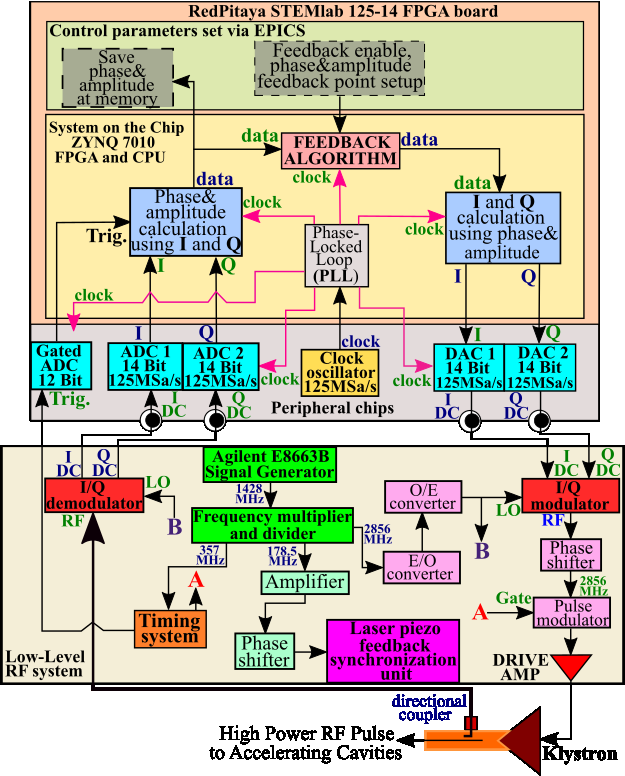 RedPitaya STEMlab 125-14 FPGA board
Control parameters set via EPICS
Save
phase&
amplitude
at memory
Feedback enable,
phase&amplitude
feedback point setup
System on the Chip
ZYNQ 7010
FPGA and CPU
data
FEEDBACK
ALGORITHM
data
clock
data
data
Phase&
amplitude
calculation
using I and Q
clock
Trig.
I
Q
Phase-
Locked
Loop
(PLL)
clock
I and Q
calculation
using phase&
amplitude
I
Q
clock
clock
Gated
ADC
12 Bit
Trig.
I
ADC 1
14 Bit
125MSa/s
I
DC
Q
ADC 2
14 Bit
125MSa/s
Q
DC
clock
Clock
oscillator
125MSa/s
clock
I
DAC 1
14 Bit
125MSa/s
I
DC
Q
DAC 2
14 Bit
125MSa/s
Q
DC
Peripheral chips
I
DC
Q
DC
I/Q
demodulator
LO
RF
B
Agilent E8663B
Signal Generator
1428
MHz
Frequency multiplier
and divider
2856
MHz
357
MHz
178.5
MHz
O/E
converter
E/O
converter
B
I
DC
Q
DC
I/Q
modulator
LO
RF
Phase
shifter
2856
MHz
A
Gate
Pulse
modulator
A
Timing
system
Amplifier
Phase
shifter
Laser piezo
feedback
synchronization
unit
Low-Level
RF system
DRIVE
AMP
directional
coupler
High Power RF Pulse
to Accelerating Cavities
Klystron